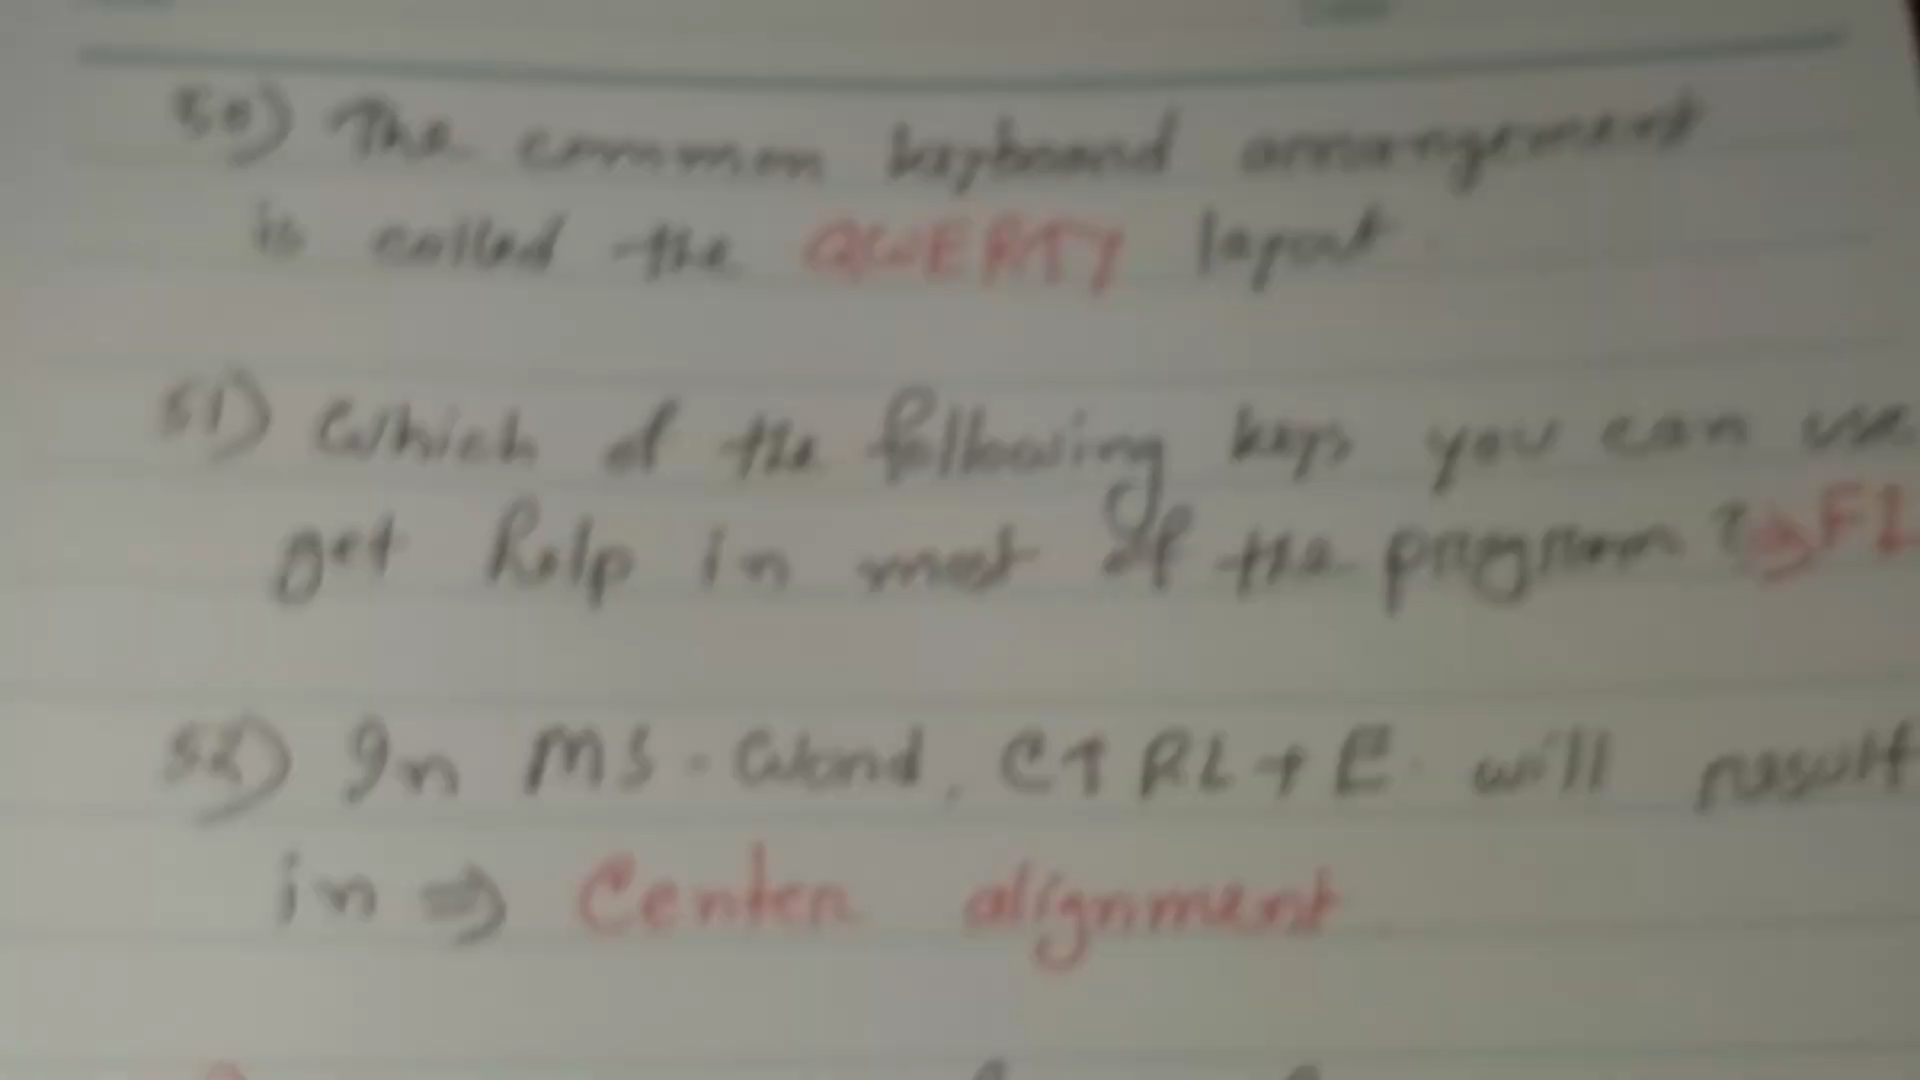 50) The common keyboard arrangement
is called the QWERTY layout
51) Which of the following keys you can use
get help in most of the program? ⇒ F1
52) In MS-Word, CTRL+E will result
in ⇒ Center alignment